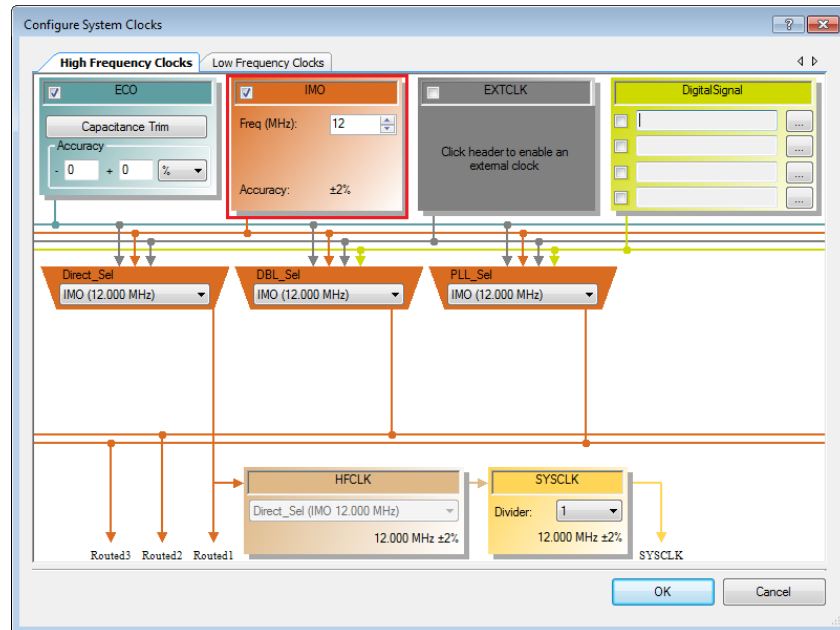 Configure System Clocks
High Frequency Clocks Low Frequency Clocks
ECO
Capacitance Trim
Accuracy
- 0 + 0 %
IMO
Freq (MHz): 12
Accuracy: ±2%
EXTCLK
Click header to enable an
external clock
DigitalSignal
...
...
...
...
Direct_Sel
IMO (12.000 MHz)
DBL_Sel
IMO (12.000 MHz)
PLL_Sel
IMO (12.000 MHz)
HFCLK
Direct_Sel (IMO 12.000 MHz)
12.000 MHz ±2%
SYSCLK
Divider: 1
12.000 MHz ±2%
Routed3 Routed2 Routed1
SYSCLK
OK Cancel